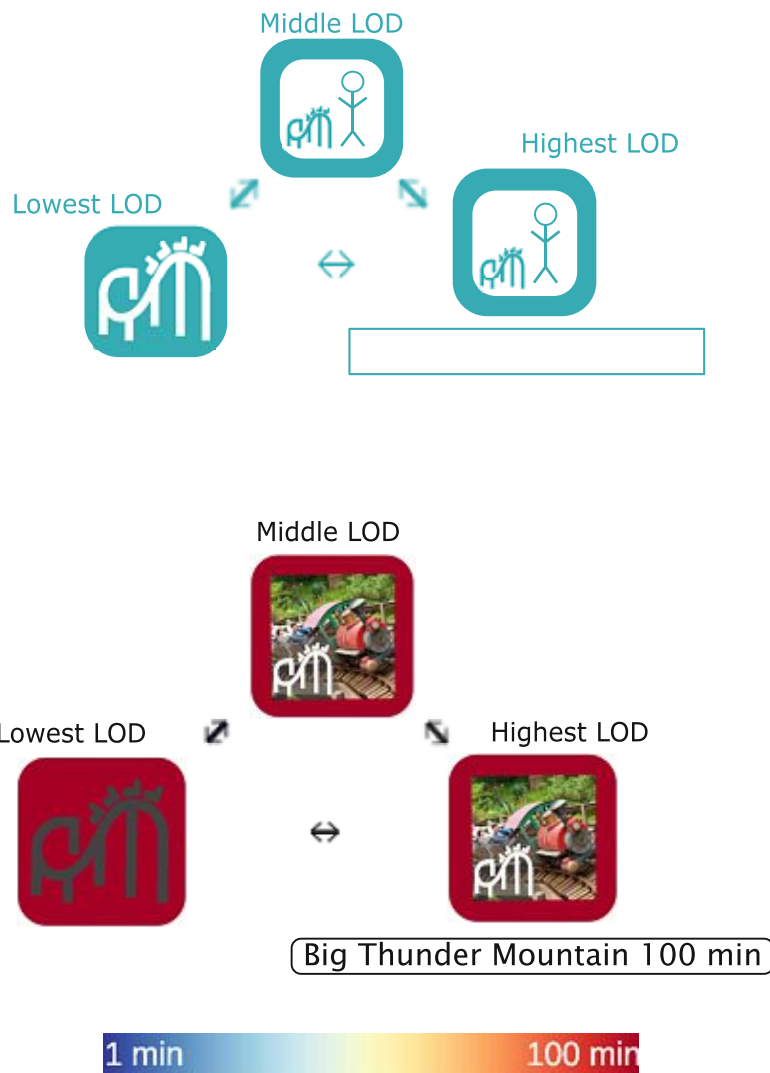 Middle LOD
Highest LOD
Lowest LOD
Middle LOD
Lowest LOD
Highest LOD
Big Thunder Mountain 100 min
1 min
100 min